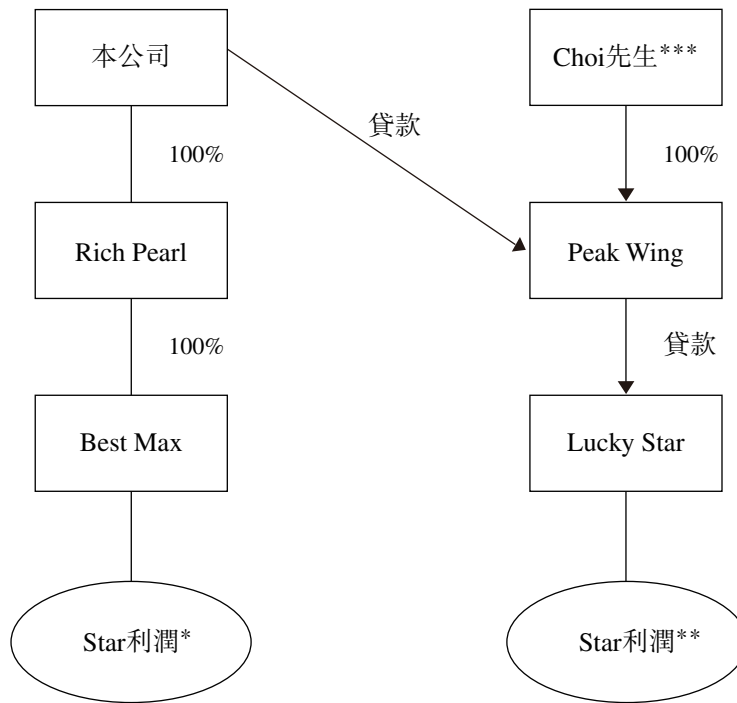 本公司
Choi先生***
貸款
100%
100%
Rich Pearl
Peak Wing
100%
貸款
Best Max
Lucky Star
Star利潤*
Star利潤**